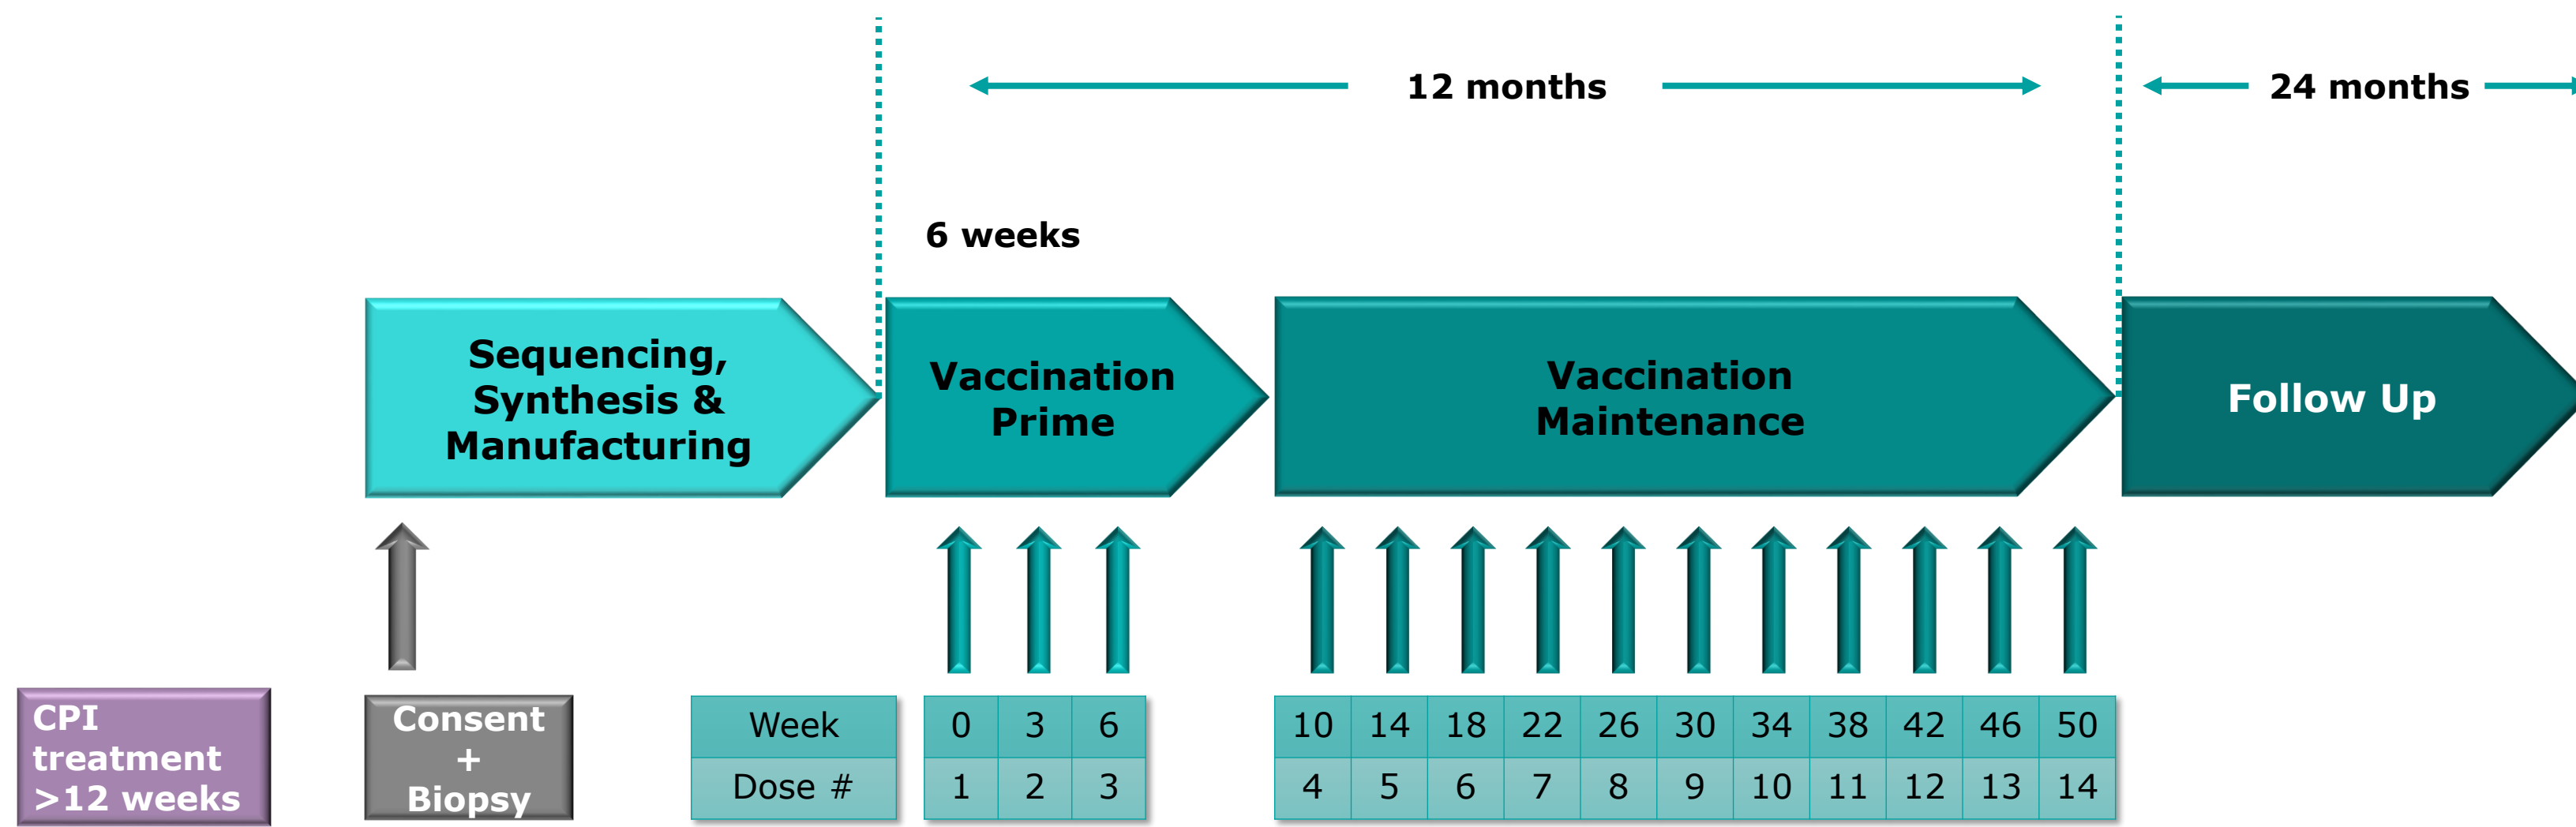 12 months
24 months
6 weeks
Sequencing,
Synthesis &
Manufacturing
Vaccination
Prime
Vaccination
Maintenance
Follow Up
CPI
treatment
>12 weeks
Consent
+
Biopsy
Week 0 3 6 10 14 18 22 26 30 34 38 42 46 50
Dose # 1 2 3 4 5 6 7 8 9 10 11 12 13 14